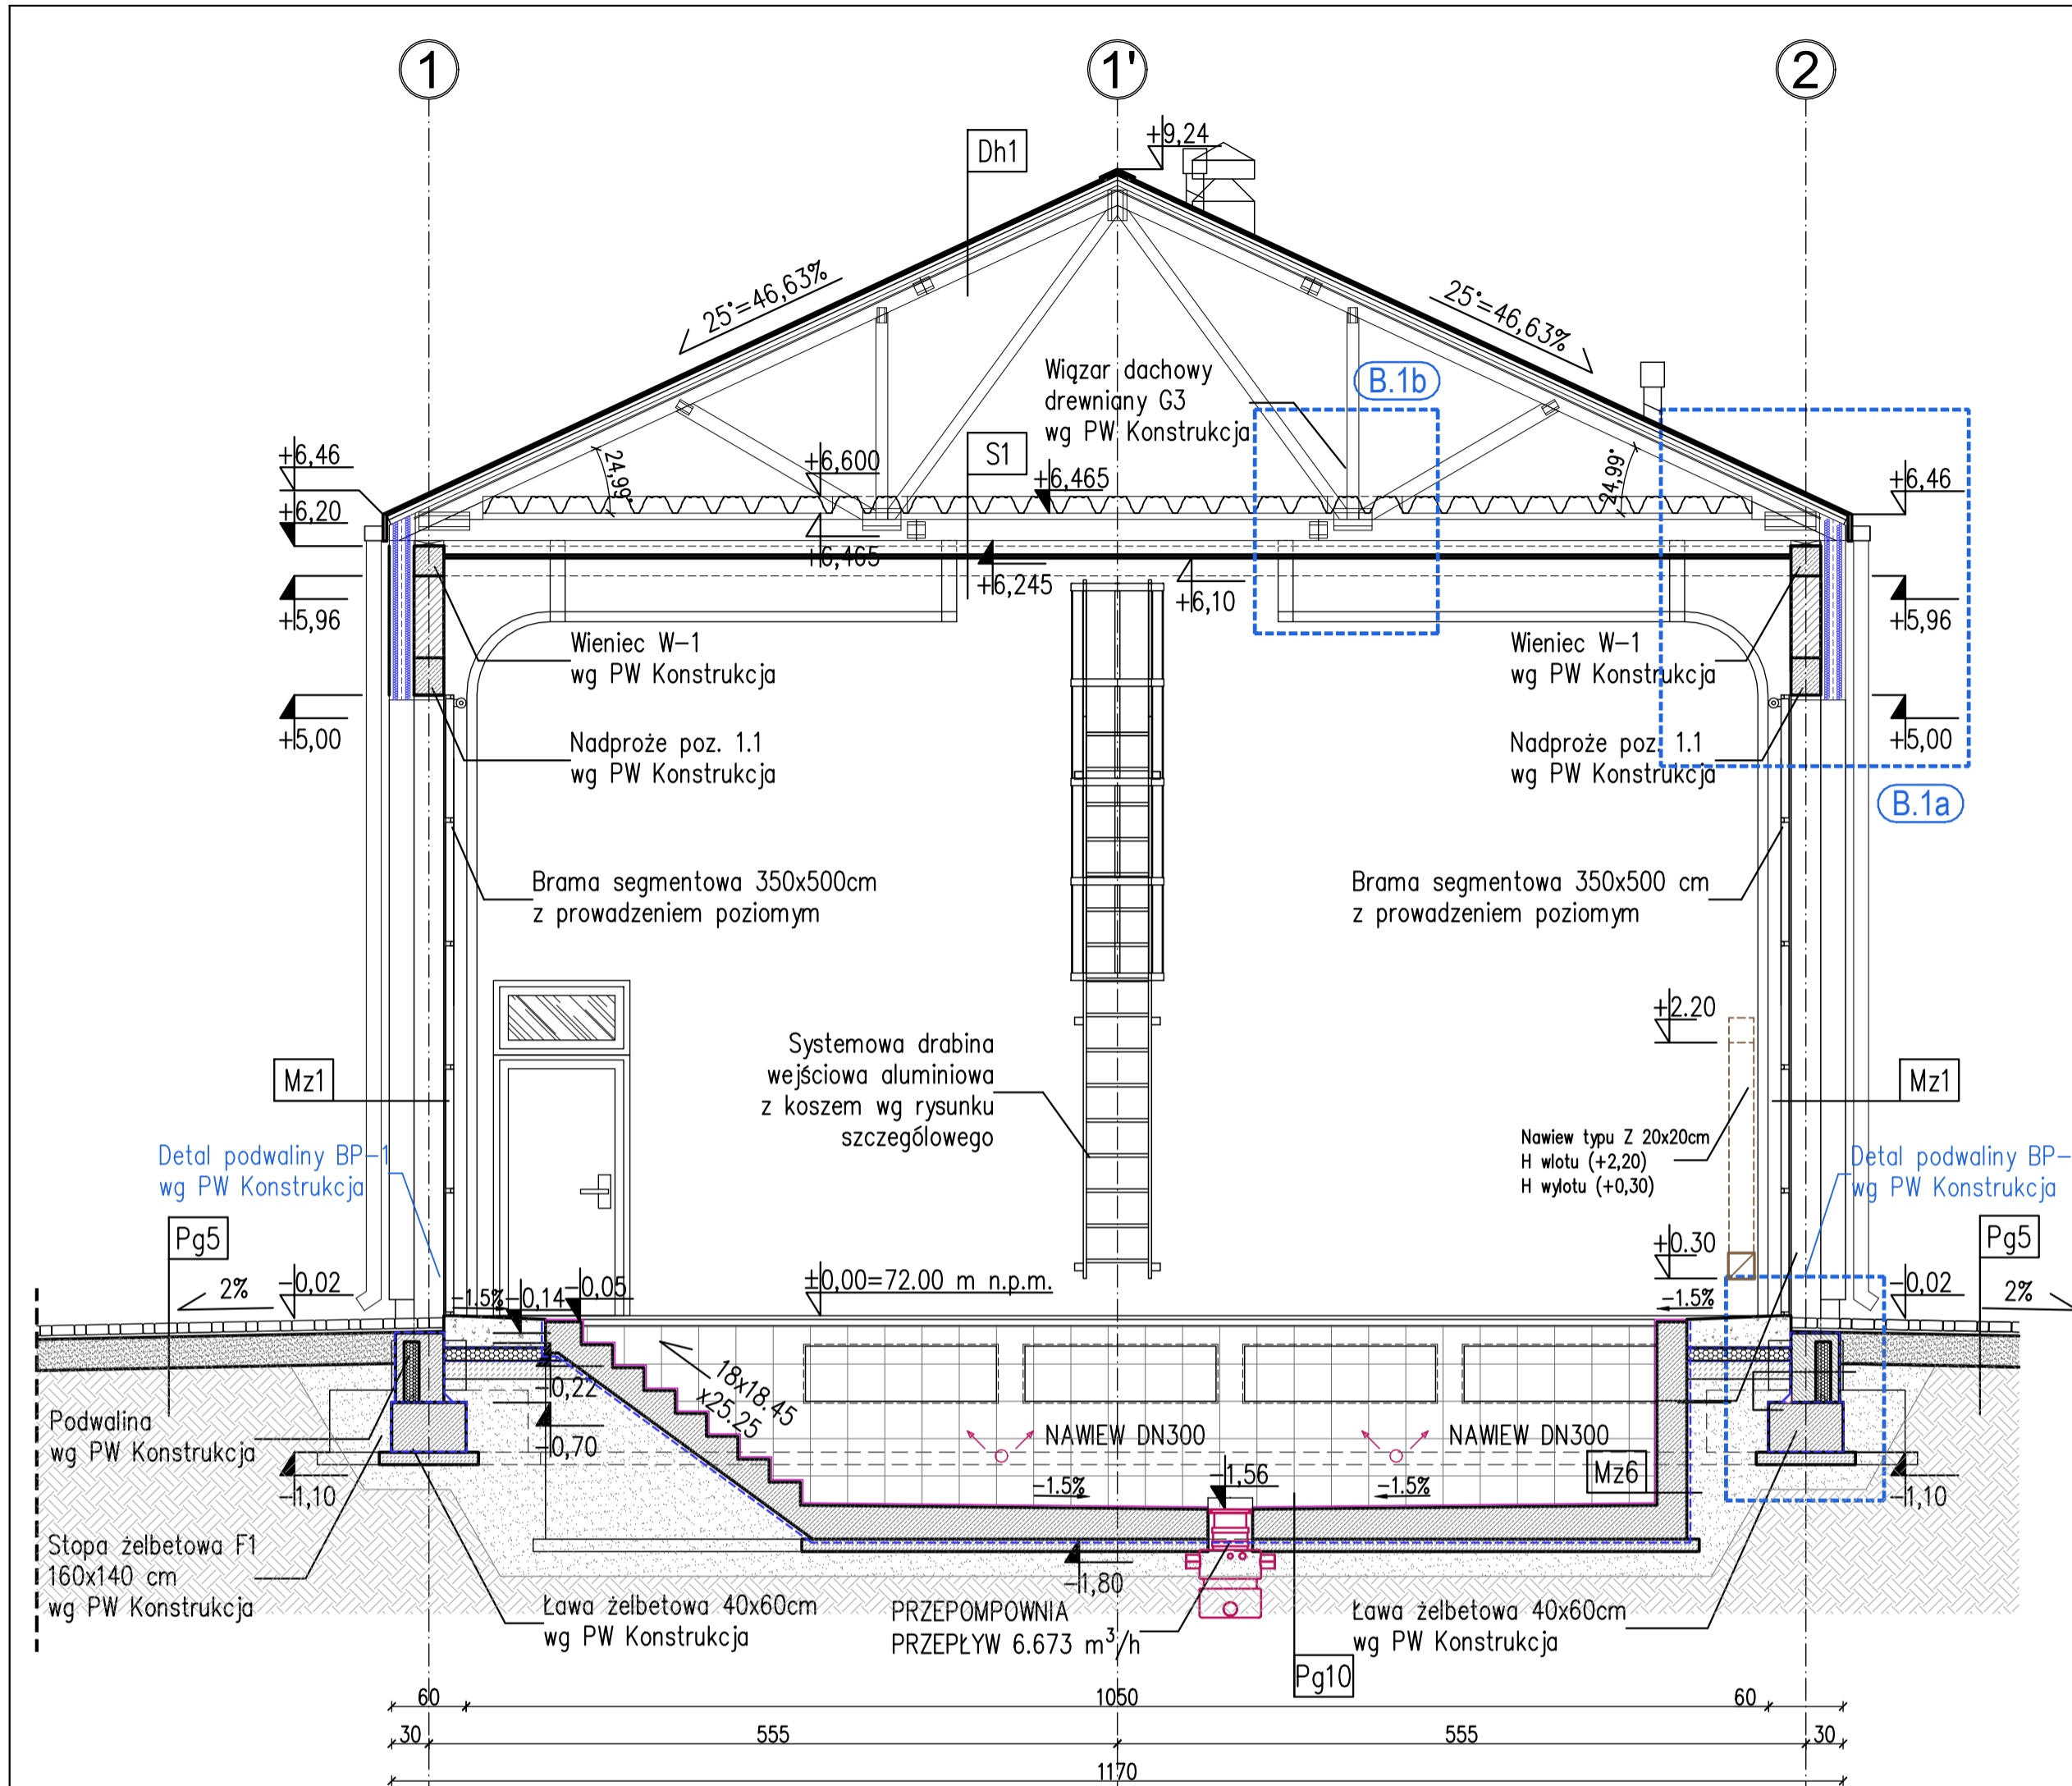 1
1'
2
+9,24
Dh1
25°=46,63%
25°=46,63%
Wiązar dachowy
drewniany G3
wg PW Konstrukcja
B.1b
+6,46
+6,20
+5,96
+5,00
24,99°
+6,600
+6,465
S1
+6,465
+6,245
+6,10
24,99°
+6,46
+5,96
+5,00
Wieniec W-1
wg PW Konstrukcja
Wieniec W-1
wg PW Konstrukcja
Nadproże poz. 1.1
wg PW Konstrukcja
Nadproże poz. 1.1
wg PW Konstrukcja
B.1a
Brama segmentowa 350x500cm
z prowadzeniem poziomym
Brama segmentowa 350x500 cm
z prowadzeniem poziomym
+2.20
Systemowa drabina
wejściowa aluminiowa
z koszem wg rysunku
szczególowego
Mz1
Mz1
Nawiew typu Z 20x20cm
H wlotu (+2,20)
H wylotu (+0,30)
Detal podwaliny BP-1
wg PW Konstrukcja
Detal podwaliny BP-
wg PW Konstrukcja
Pg5
Pg5
+0.30
2%
-0,02
-1.5%
-0,14
-0,05
±0,00=72.00 m n.p.m.
-1.5%
-0,02
2%
18x18.45
x25.25
-0,22
-0,70
NAWIEW DN300
NAWIEW DN300
Podwalina
wg PW Konstrukcja
-1,10
-1.5%
-1,56
-1.5%
Mz6
-1,10
Stopa żelbetowa F1
160x140 cm
wg PW Konstrukcja
-1,80
Ława żelbetowa 40x60cm
wg PW Konstrukcja
PRZEPOMPOWNIA
PRZEPŁYW 6.673 m³/h
Ława żelbetowa 40x60cm
wg PW Konstrukcja
Pg10
60
1050
60
30
555
555
30
1170